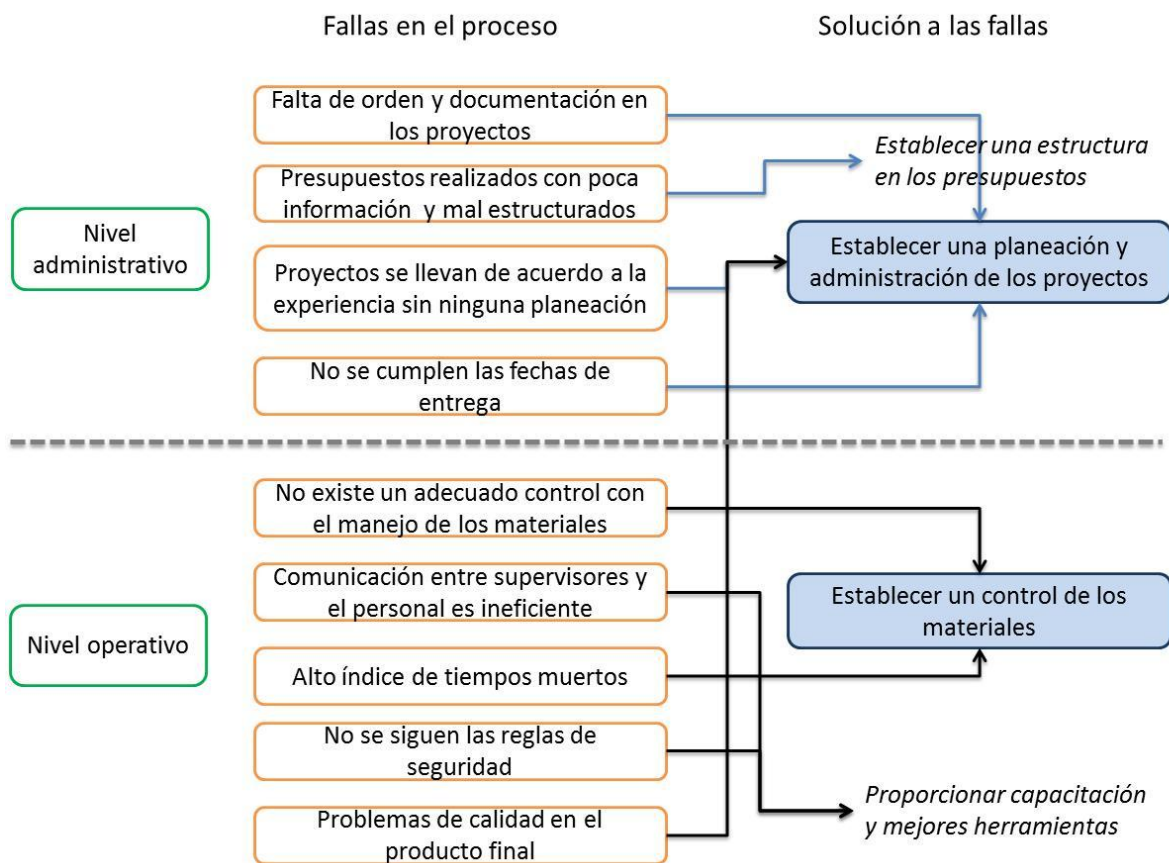 Fallas en el proceso
Solución a las fallas
Falta de orden y documentación en
los proyectos
Establecer una estructura
en los presupuestos
Presupuestos realizados con poca
información y mal estructurados
Nivel
administrativo
Proyectos se llevan de acuerdo a la
experiencia sin ninguna planeación
Establecer una planeación y
administración de los proyectos
No se cumplen las fechas de
entrega
No existe un adecuado control con
el manejo de los materiales
Comunicación entre supervisores y
el personal es ineficiente
Establecer un control de los
materiales
Nivel operativo
Alto índice de tiempos muertos
No se siguen las reglas de
seguridad
Proporcionar capacitación
y mejores herramientas
Problemas de calidad en el
producto final